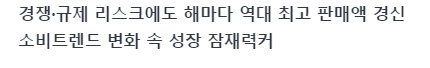 경쟁·규제 리스크에도 해마다 역대 최고 판매액 경신
소비트렌드 변화 속 성장 잠재력커